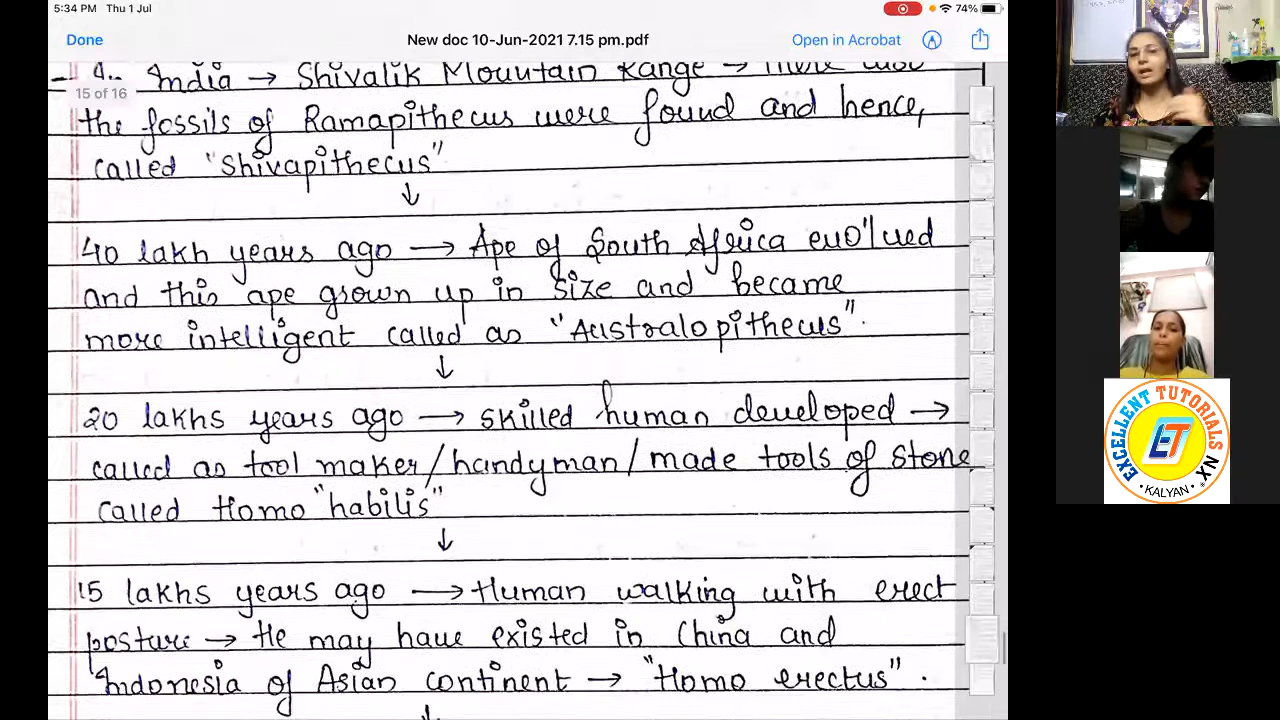 5:34 PM Thu 1 Jul
74%
Done
New doc 10-Jun-2021 7.15 pm.pdf
Open in Acrobat
India → Shivalik Mountain Range →
15 of 16
the fossils of Ramapithecus were found and hence,
called "Shivapithecus"
↓
40 lakh years ago → Ape of South Africa evolved
and this ape grown up in size and became
more intelligent called as "Australopithecus".
↓
20 lakhs years ago → skilled human developed →
called as tool maker/handyman/made tools of stone
called Homo "habilis"
↓
15 lakhs years ago → Human walking with erect
posture → He may have existed in China and
Indonesia of Asian continent → "Homo erectus".
EXCELLENT TUTORIALS NX
ET
• KALYAN •